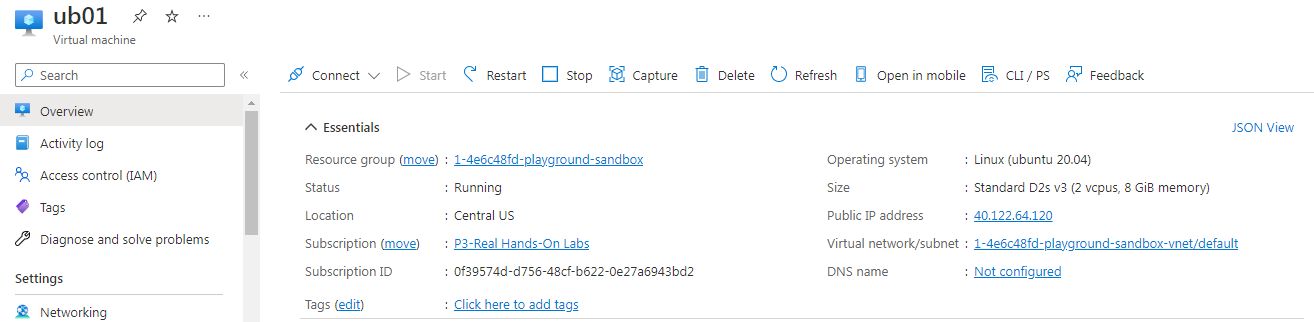 ub01 ...
Virtual machine
Search «
Connect Start Restart Stop Capture Delete Refresh Open in mobile CLI / PS Feedback
Overview
Activity log
Access control (IAM)
Tags
Diagnose and solve problems
Settings
Networking
Essentials JSON View
Resource group (move) : 1-4e6c48fd-playground-sandbox
Status : Running
Location : Central US
Subscription (move) : P3-Real Hands-On Labs
Subscription ID : 0f39574d-d756-48cf-b622-0e27a6943bd2
Tags (edit) : Click here to add tags
Operating system : Linux (ubuntu 20.04)
Size : Standard D2s v3 (2 vcpus, 8 GiB memory)
Public IP address : 40.122.64.120
Virtual network/subnet : 1-4e6c48fd-playground-sandbox-vnet/default
DNS name : Not configured